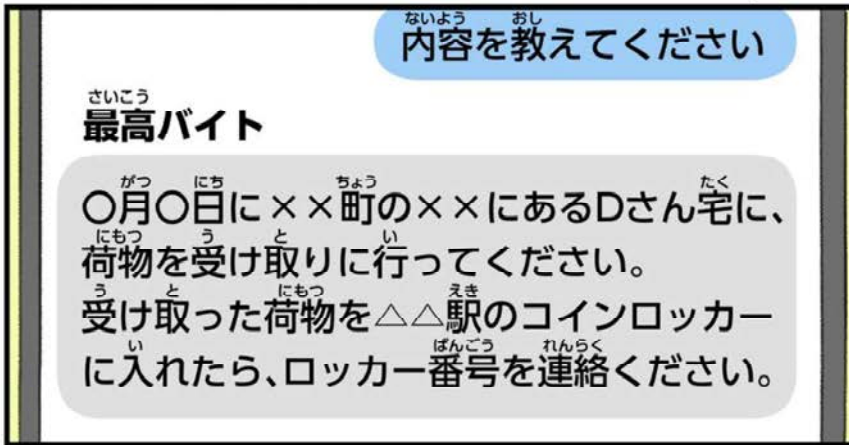 内容を教えてください
最高バイト
〇月〇日に××町の××にあるDさん宅に、
荷物を受け取りに行ってください。
受け取った荷物を△△駅のコインロッカー
に入れたら、ロッカー番号を連絡ください。